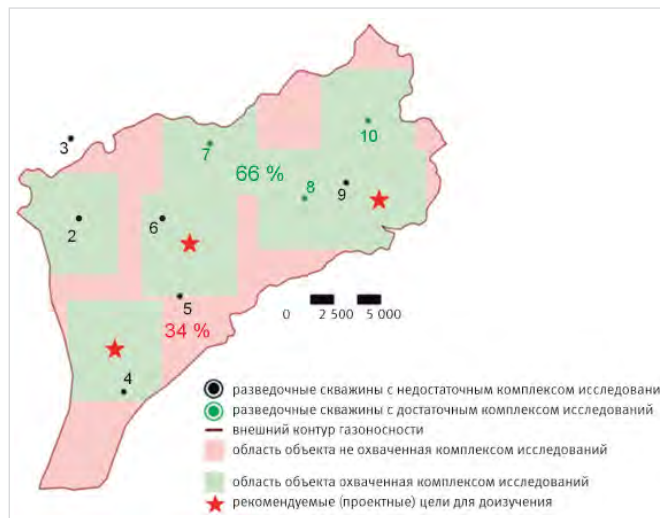 10
3
7
66 %
8
9
2
6
5
0 2 500 5 000
34 %
4
разведочные скважины с недостаточным комплексом исследовани
разведочные скважины с достаточным комплексом исследований
внешний контур газоносности
область объекта не охваченная комплексом исследований
область объекта охваченная комплексом исследований
рекомендуемые (проектные) цели для доизучения